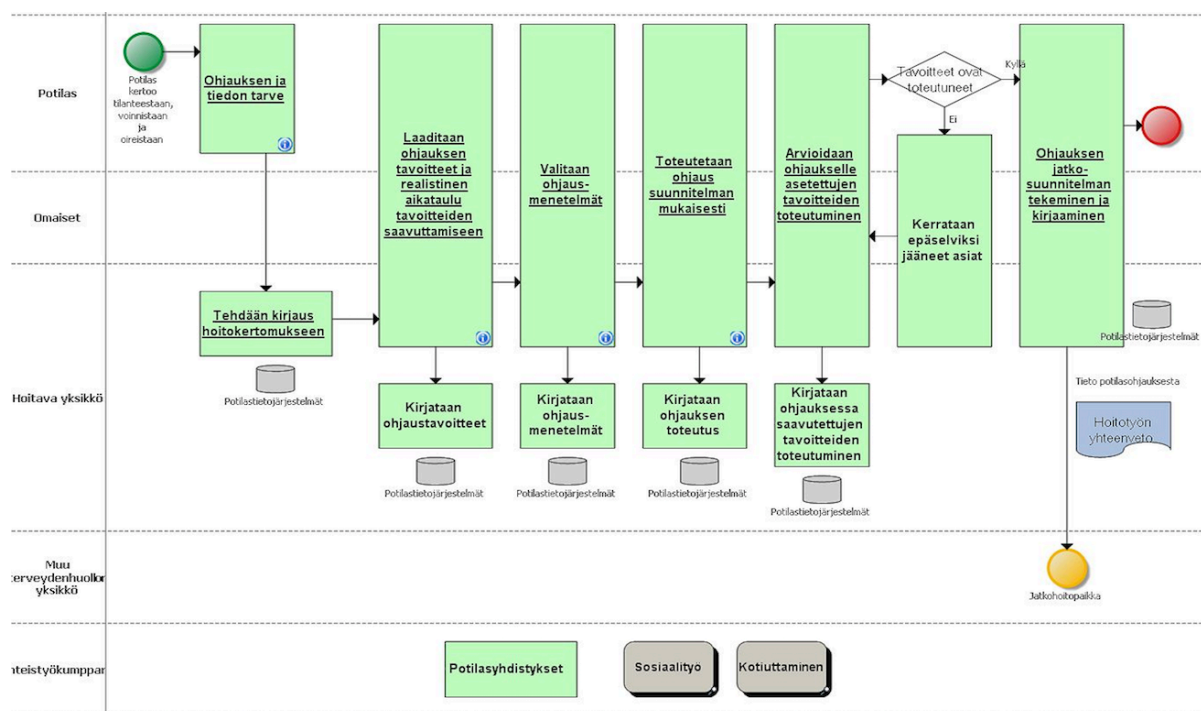 Potilas
Potilas
kertoo
tilanteestaan,
voinnistaan
ja
oireistaan
Ohjauksen ja
tiedon tarve
Laaditaan
ohjauksen
tavoitteet ja
realistinen
aikataulu
tavoitteiden
saavuttamiseen
Valitaan
ohjaus-
menetelmät
Toteutetaan
ohjaus
suunnitelman
mukaisesti
Arvioidaan
ohjaukselle
asetettujen
tavoitteiden
toteutuminen
Tavoitteet ovat
toteutuneet
Kyllä
Ei
Kerrataan
epäselviksi
jääneet asiat
Ohjauksen
jatko-
suunnitelman
tekeminen ja
kirjaaminen
Omaiset
Tehdään kirjaus
hoitokertomukseen
Potilastietojärjestelmät
Potilastietojärjestelmät
Hoitava yksikkö
Kirjataan
ohjaustavoitteet
Potilastietojärjestelmät
Kirjataan
ohjaus-
menetelmät
Potilastietojärjestelmät
Kirjataan
ohjauksen
toteutus
Potilastietojärjestelmät
Kirjataan
ohjauksessa
saavutettujen
tavoitteiden
toteutuminen
Potilastietojärjestelmät
Tieto potilasohjauksesta
Hoitotyön
yhteenveto
Muu
terveydenhuollon
yksikkö
Jatkohoitopaikka
nteistyökumppan
Potilasyhdistykset
Sosiaalityö
Kotiuttaminen